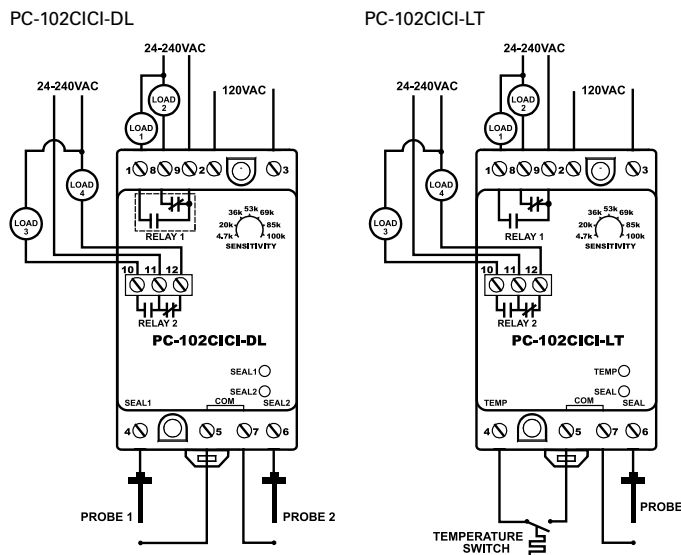 PC-102CICI-DL
24-240VAC
24-240VAC
120VAC
LOAD 2
LOAD 1
LOAD 4
LOAD 3
1 8 9 2 3
RELAY 1
4.7k 20k 36k 53k 69k 85k 100k
SENSITIVITY
10 11 12
RELAY 2
PC-102CICI-DL
SEAL1
SEAL2
SEAL1 COM SEAL2
4 5 7 6
PROBE 1
PROBE 2
PC-102CICI-LT
24-240VAC
24-240VAC
120VAC
LOAD 2
LOAD 1
LOAD 4
LOAD 3
1 8 9 2 3
RELAY 1
4.7k 20k 36k 53k 69k 85k 100k
SENSITIVITY
10 11 12
RELAY 2
PC-102CICI-LT
TEMP
SEAL
TEMP COM SEAL
4 5 7 6
PROBE
TEMPERATURE
SWITCH